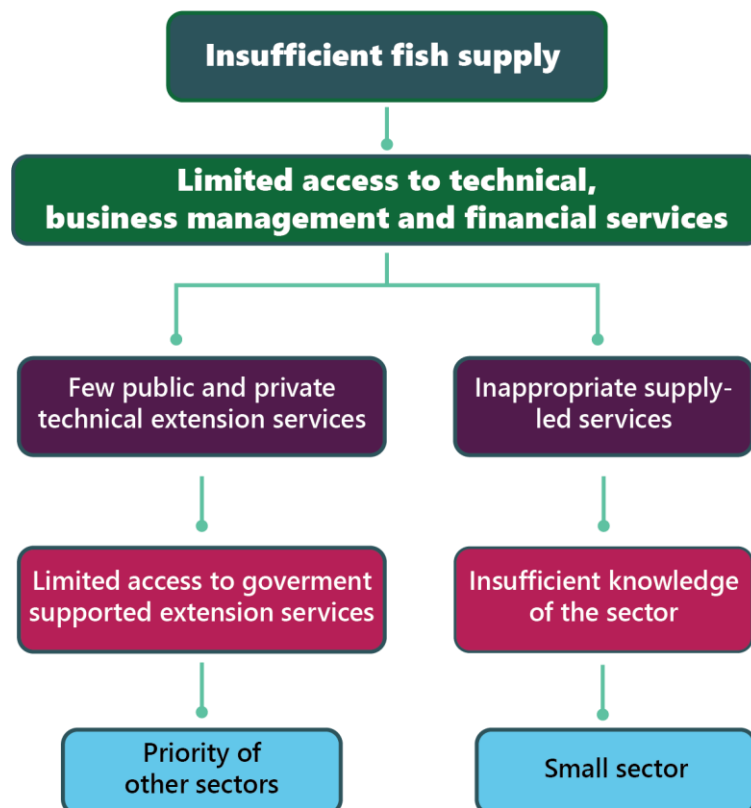 Insufficient fish supply
Limited access to technical,
business management and financial services
Few public and private
technical extension services
Inappropriate supply-
led services
Limited access to goverment
supported extension services
Insufficient knowledge
of the sector
Priority of
other sectors
Small sector